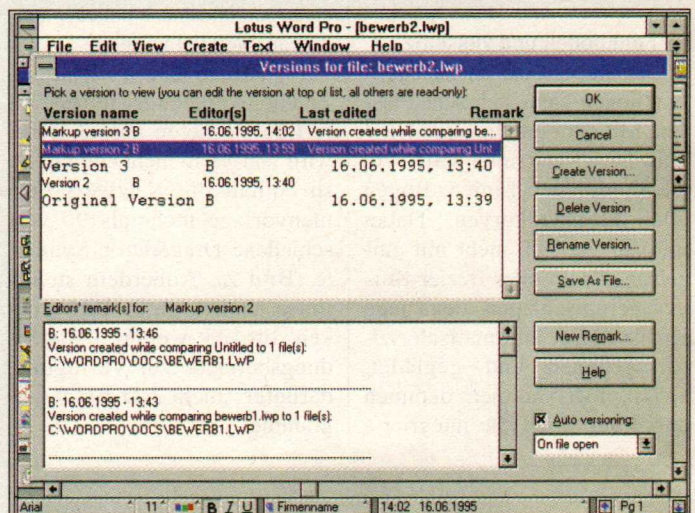 Lotus Word Pro - [bewerb2.lwp]
File Edit View Create Text Window Help
Versions for file: bewerb2.lwp
Pick a version to view (you can edit the version at top of list, all others are read-only):
Version name Editor(s) Last edited Remark
Markup version 3 B 16.06.1995, 14:02 Version created while comparing be...
Markup version 2 B 16.06.1995, 13:59 Version created while comparing Unt
Version 3 B 16.06.1995, 13:40
Version 2 B 16.06.1995, 13:40
Original Version B 16.06.1995, 13:39
OK
Cancel
Create Version...
Delete Version
Rename Version...
Save As File...
Editors' remark(s) for: Markup version 2
B: 16.06.1995 - 13:46
Version created while comparing Untitled to 1 file(s):
C:\WORDPRO\DOCS\BEWERB1.LWP
B: 16.06.1995 - 13:43
Version created while comparing bewerb1.lwp to 1 file(s):
C:\WORDPRO\DOCS\BEWERB1.LWP
New Remark...
Help
Auto versioning:
On file open
Arial 11 B I U Firmenname 14:02 16.06.1995 Pg 1